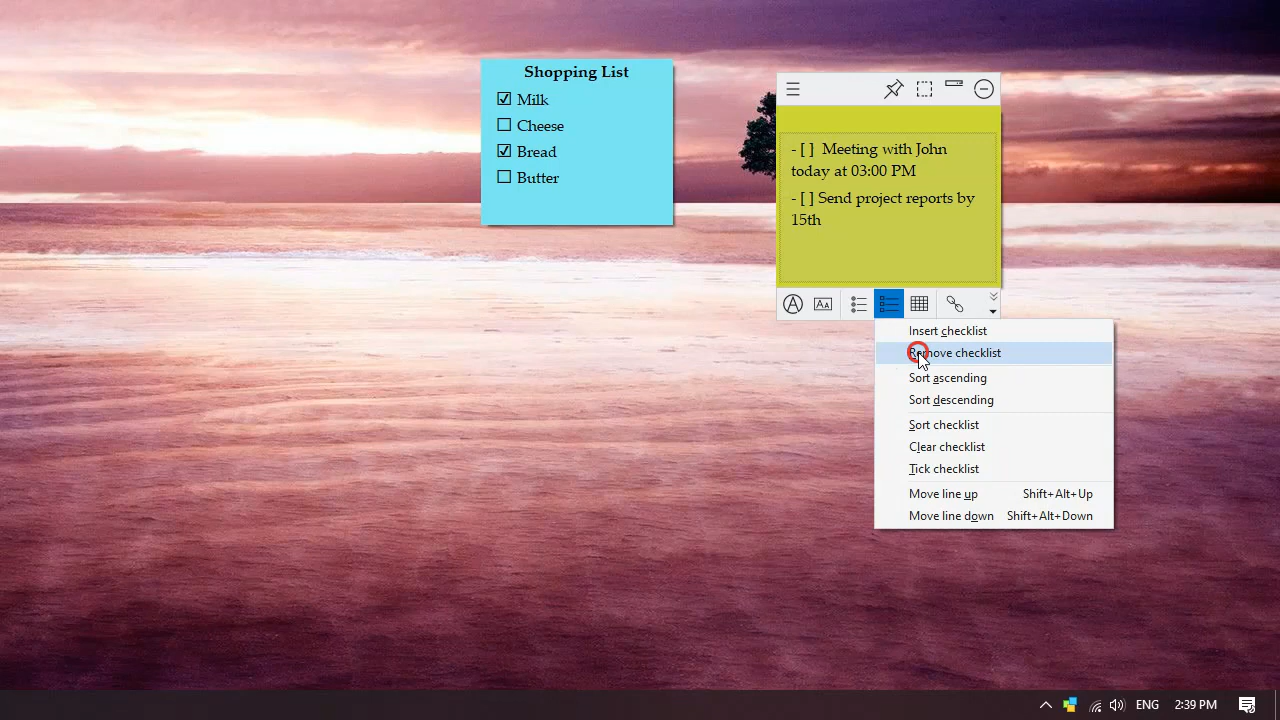 Shopping List
☑ Milk
☐ Cheese
☑ Bread
☐ Butter
- [ ]  Meeting with John
today at 03:00 PM
- [ ] Send project reports by
15th
Insert checklist
Remove checklist
Sort ascending
Sort descending
Sort checklist
Clear checklist
Tick checklist
Move line up Shift+Alt+Up
Move line down Shift+Alt+Down
ENG 2:39 PM